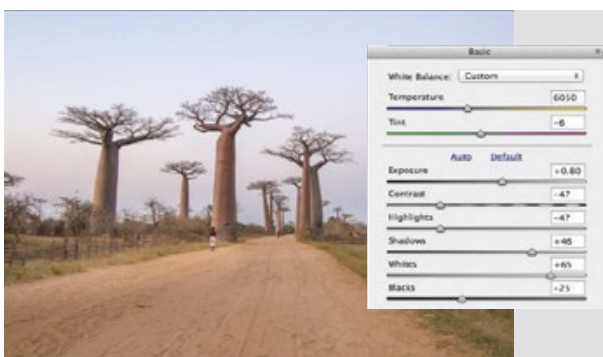 Basic
White Balance: Custom
Temperature 6050
Tint -6
Auto Default
Exposure +0.80
Contrast -47
Highlights -47
Shadows +46
Whites +65
Blacks -25